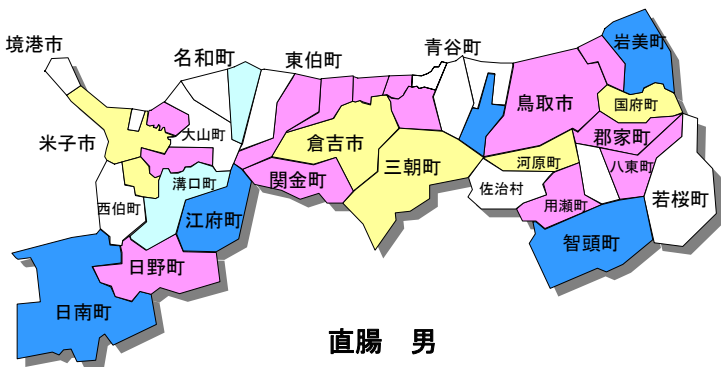 境港市
名和町
東伯町
青谷町
岩美町
鳥取市
国府町
米子市
大山町
倉吉市
郡家町
三朝町
河原町
八東町
溝口町
関金町
佐治村
若桜町
西伯町
江府町
用瀬町
智頭町
日野町
日南町
直腸　男